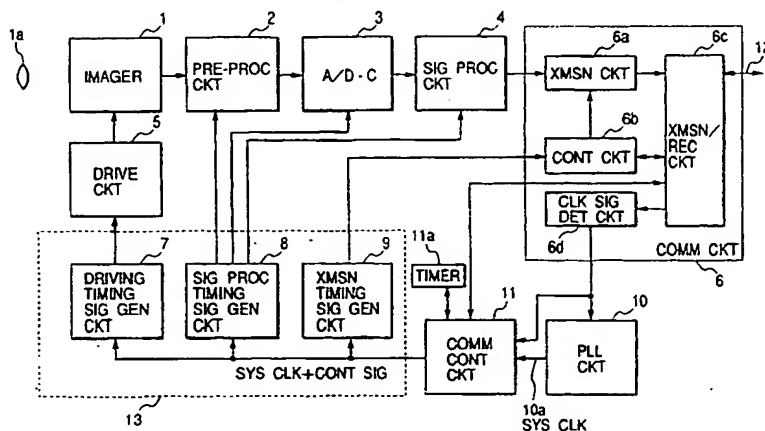 1a
1
2
3
4
IMAGER
PRE-PROC
CKT
A/D-C
SIG PROC
CKT
6a
6c
XMSN CKT
12
6b
CONT CKT
XMSN/
REC
CKT
CLK SIG
DET CKT
6d
COMM CKT
6
5
DRIVE
CKT
7
DRIVING
TIMING
SIG GEN
CKT
8
SIG PROC
TIMING
SIG GEN
CKT
9
XMSN
TIMING
SIG GEN
CKT
11a
TIMER
11
COMM
CONT
CKT
10
PLL
CKT
SYS CLK+CONT SIG
10a
SYS CLK
13